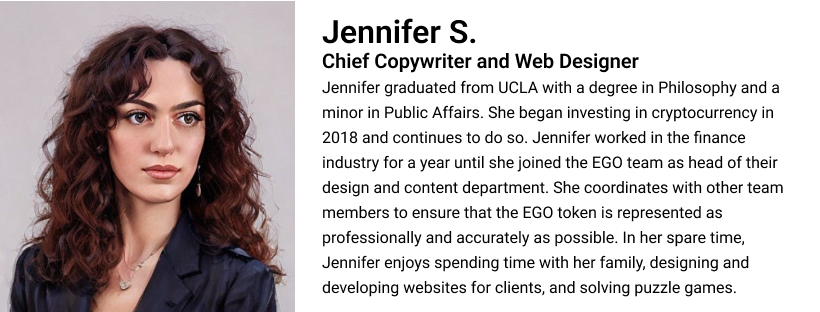 Jennifer S.
Chief Copywriter and Web Designer
Jennifer graduated from UCLA with a degree in Philosophy and a
minor in Public Affairs. She began investing in cryptocurrency in
2018 and continues to do so. Jennifer worked in the finance
industry for a year until she joined the EGO team as head of their
design and content department. She coordinates with other team
members to ensure that the EGO token is represented as
professionally and accurately as possible. In her spare time,
Jennifer enjoys spending time with her family, designing and
developing websites for clients, and solving puzzle games.